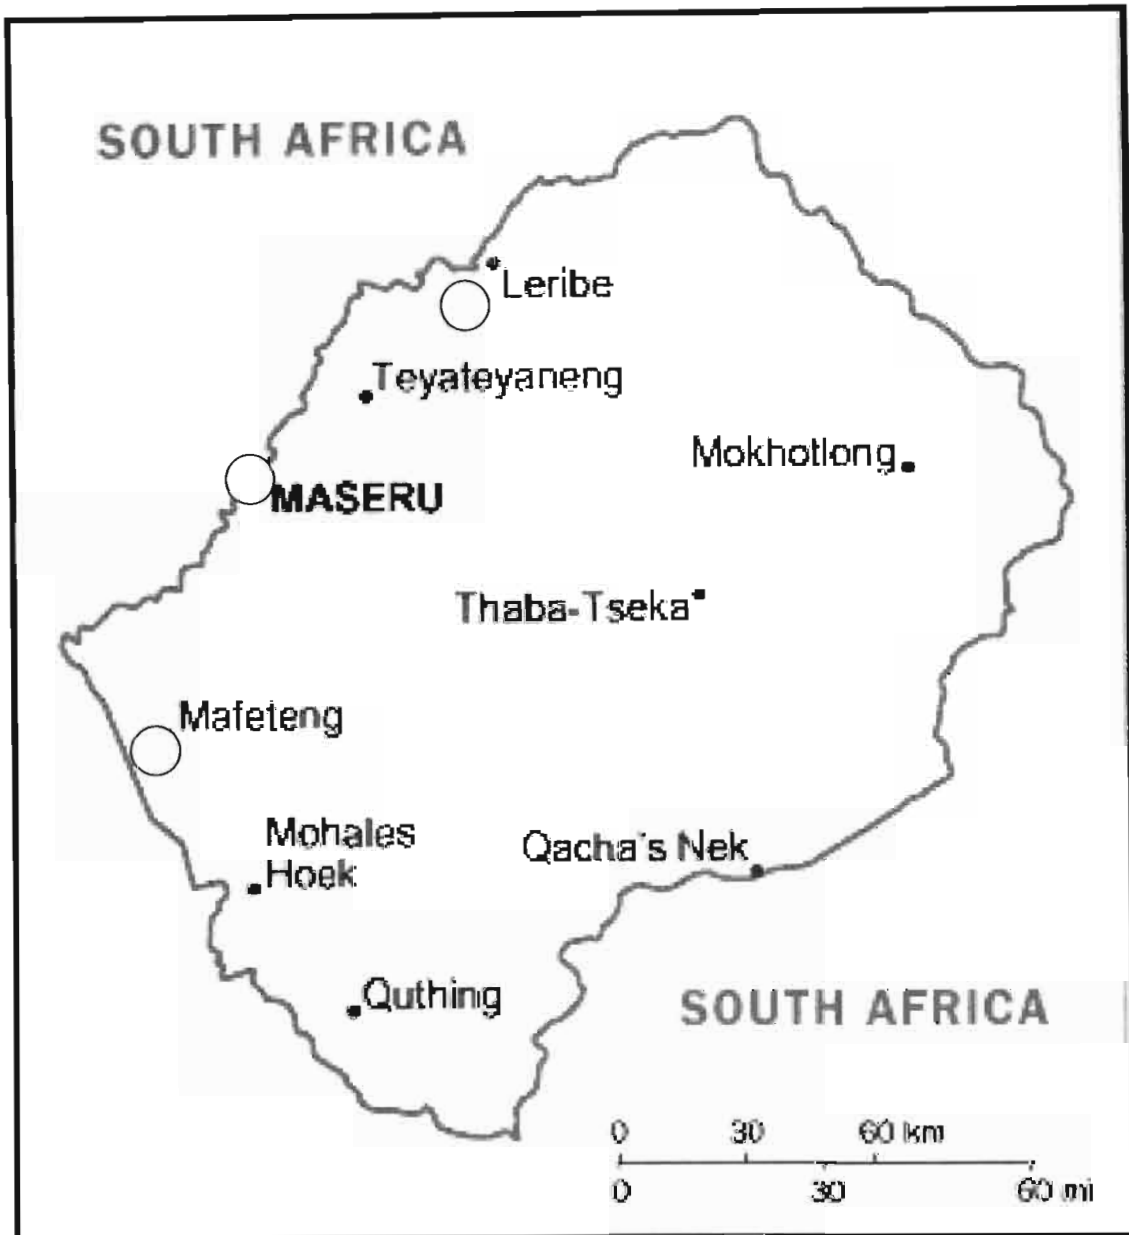 SOUTH AFRICA
Leribe
Teyateyaneng
Mokhotlong
MASERU
Thaba-Tseka
Mafeteng
Mohales
Hoek
Qacha's Nek
Quthing
SOUTH AFRICA
0 30 60 km
0 30 60 mi